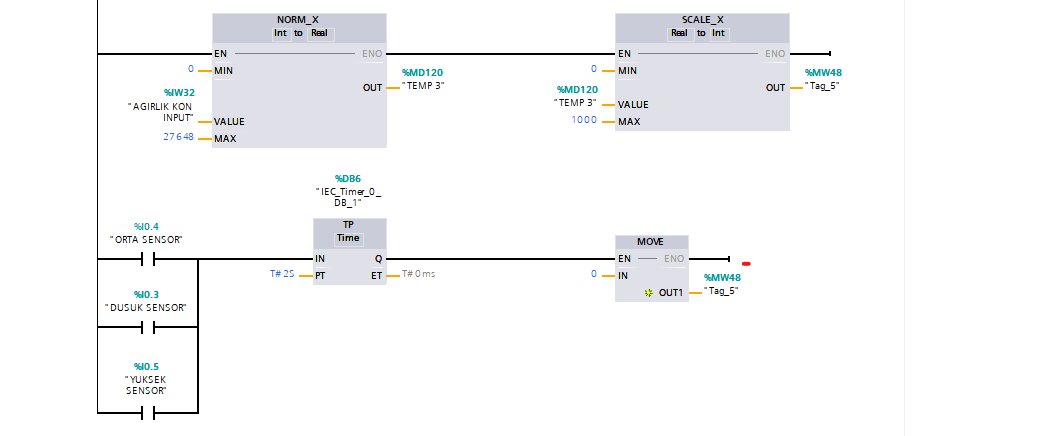 NORM_X
Int to Real
EN
ENO
0
MIN
%IW32
"AGIRLIK KON
INPUT"
VALUE
27648
MAX
OUT
%MD120
"TEMP 3"
SCALE_X
Real to Int
EN
ENO
0
MIN
%MD120
"TEMP 3"
VALUE
1000
MAX
OUT
%MW48
"Tag_5"
%DB6
"IEC_Timer_0_
DB_1"
TP
Time
%I0.4
"ORTA SENSOR"
IN
Q
T#2S
PT
ET
T#0ms
MOVE
EN
ENO
0
IN
OUT1
%MW48
"Tag_5"
%I0.3
"DUSUK SENSOR"
%I0.5
"YUKSEK
SENSOR"